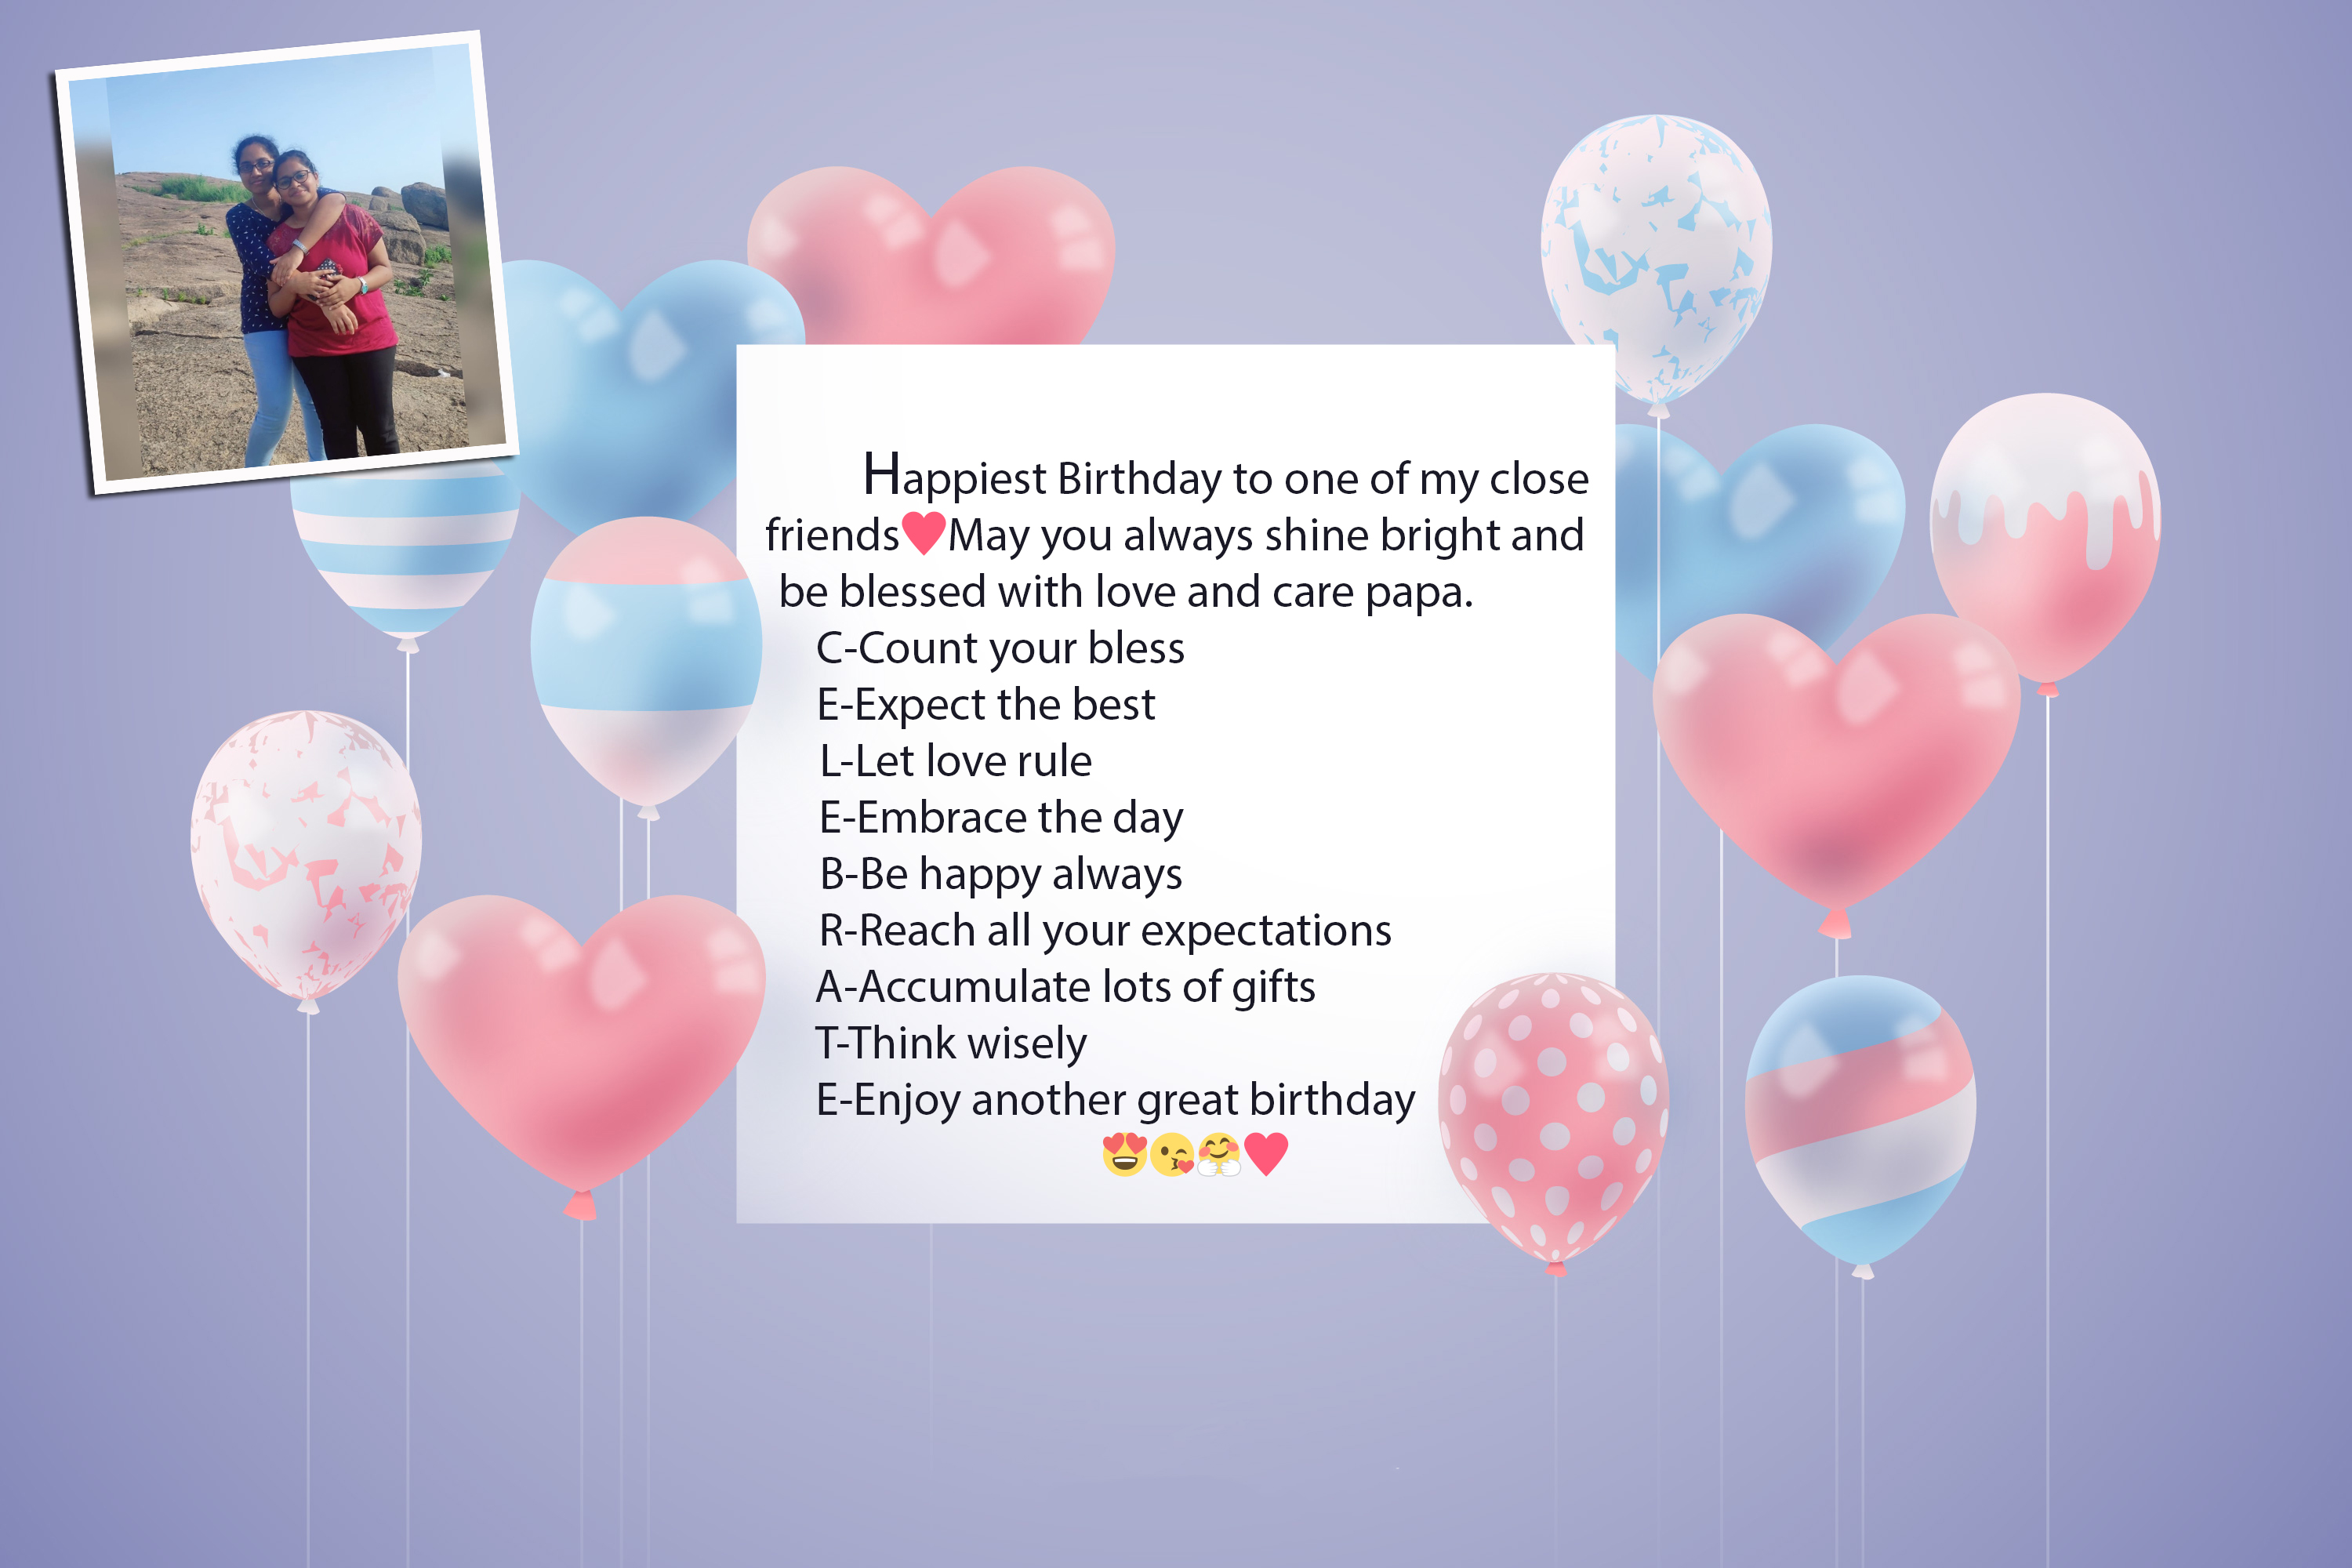 Happiest Birthday to one of my close
friends❤May you always shine bright and
be blessed with love and care papa.
C-Count your bless
E-Expect the best
L-Let love rule
E-Embrace the day
B-Be happy always
R-Reach all your expectations
A-Accumulate lots of gifts
T-Think wisely
E-Enjoy another great birthday
😍😘🤗❤